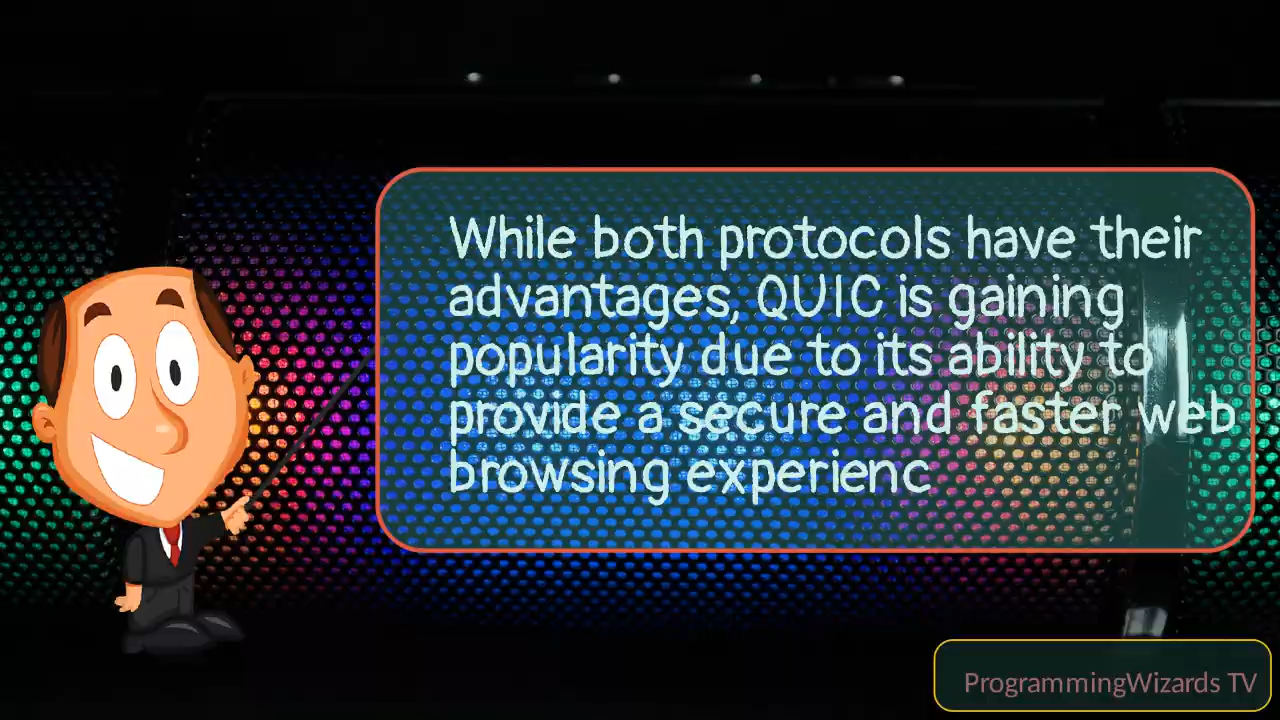 While both protocols have their
advantages, QUIC is gaining
popularity due to its ability to
provide a secure and faster web
browsing experienc
ProgrammingWizards TV